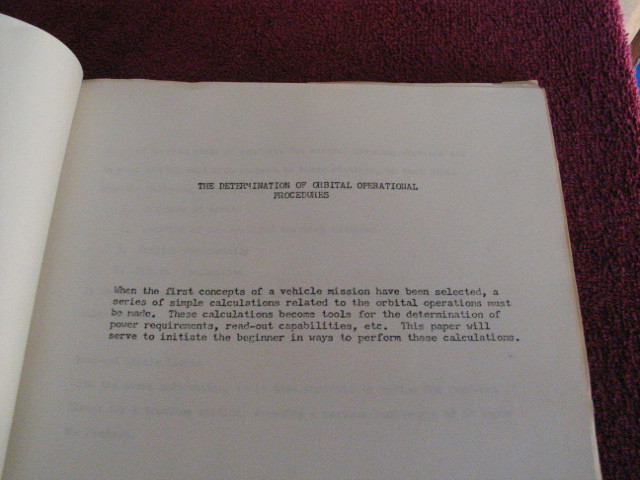 THE DETERMINATION OF ORBITAL OPERATIONAL
PROCEDURES
When the first concepts of a vehicle mission have been selected, a
series of simple calculations related to the orbital operations must
be made. These calculations become tools for the determination of
power requirements, read-out capabilities, etc. This paper will
serve to initiate the beginner in ways to perform these calculations.